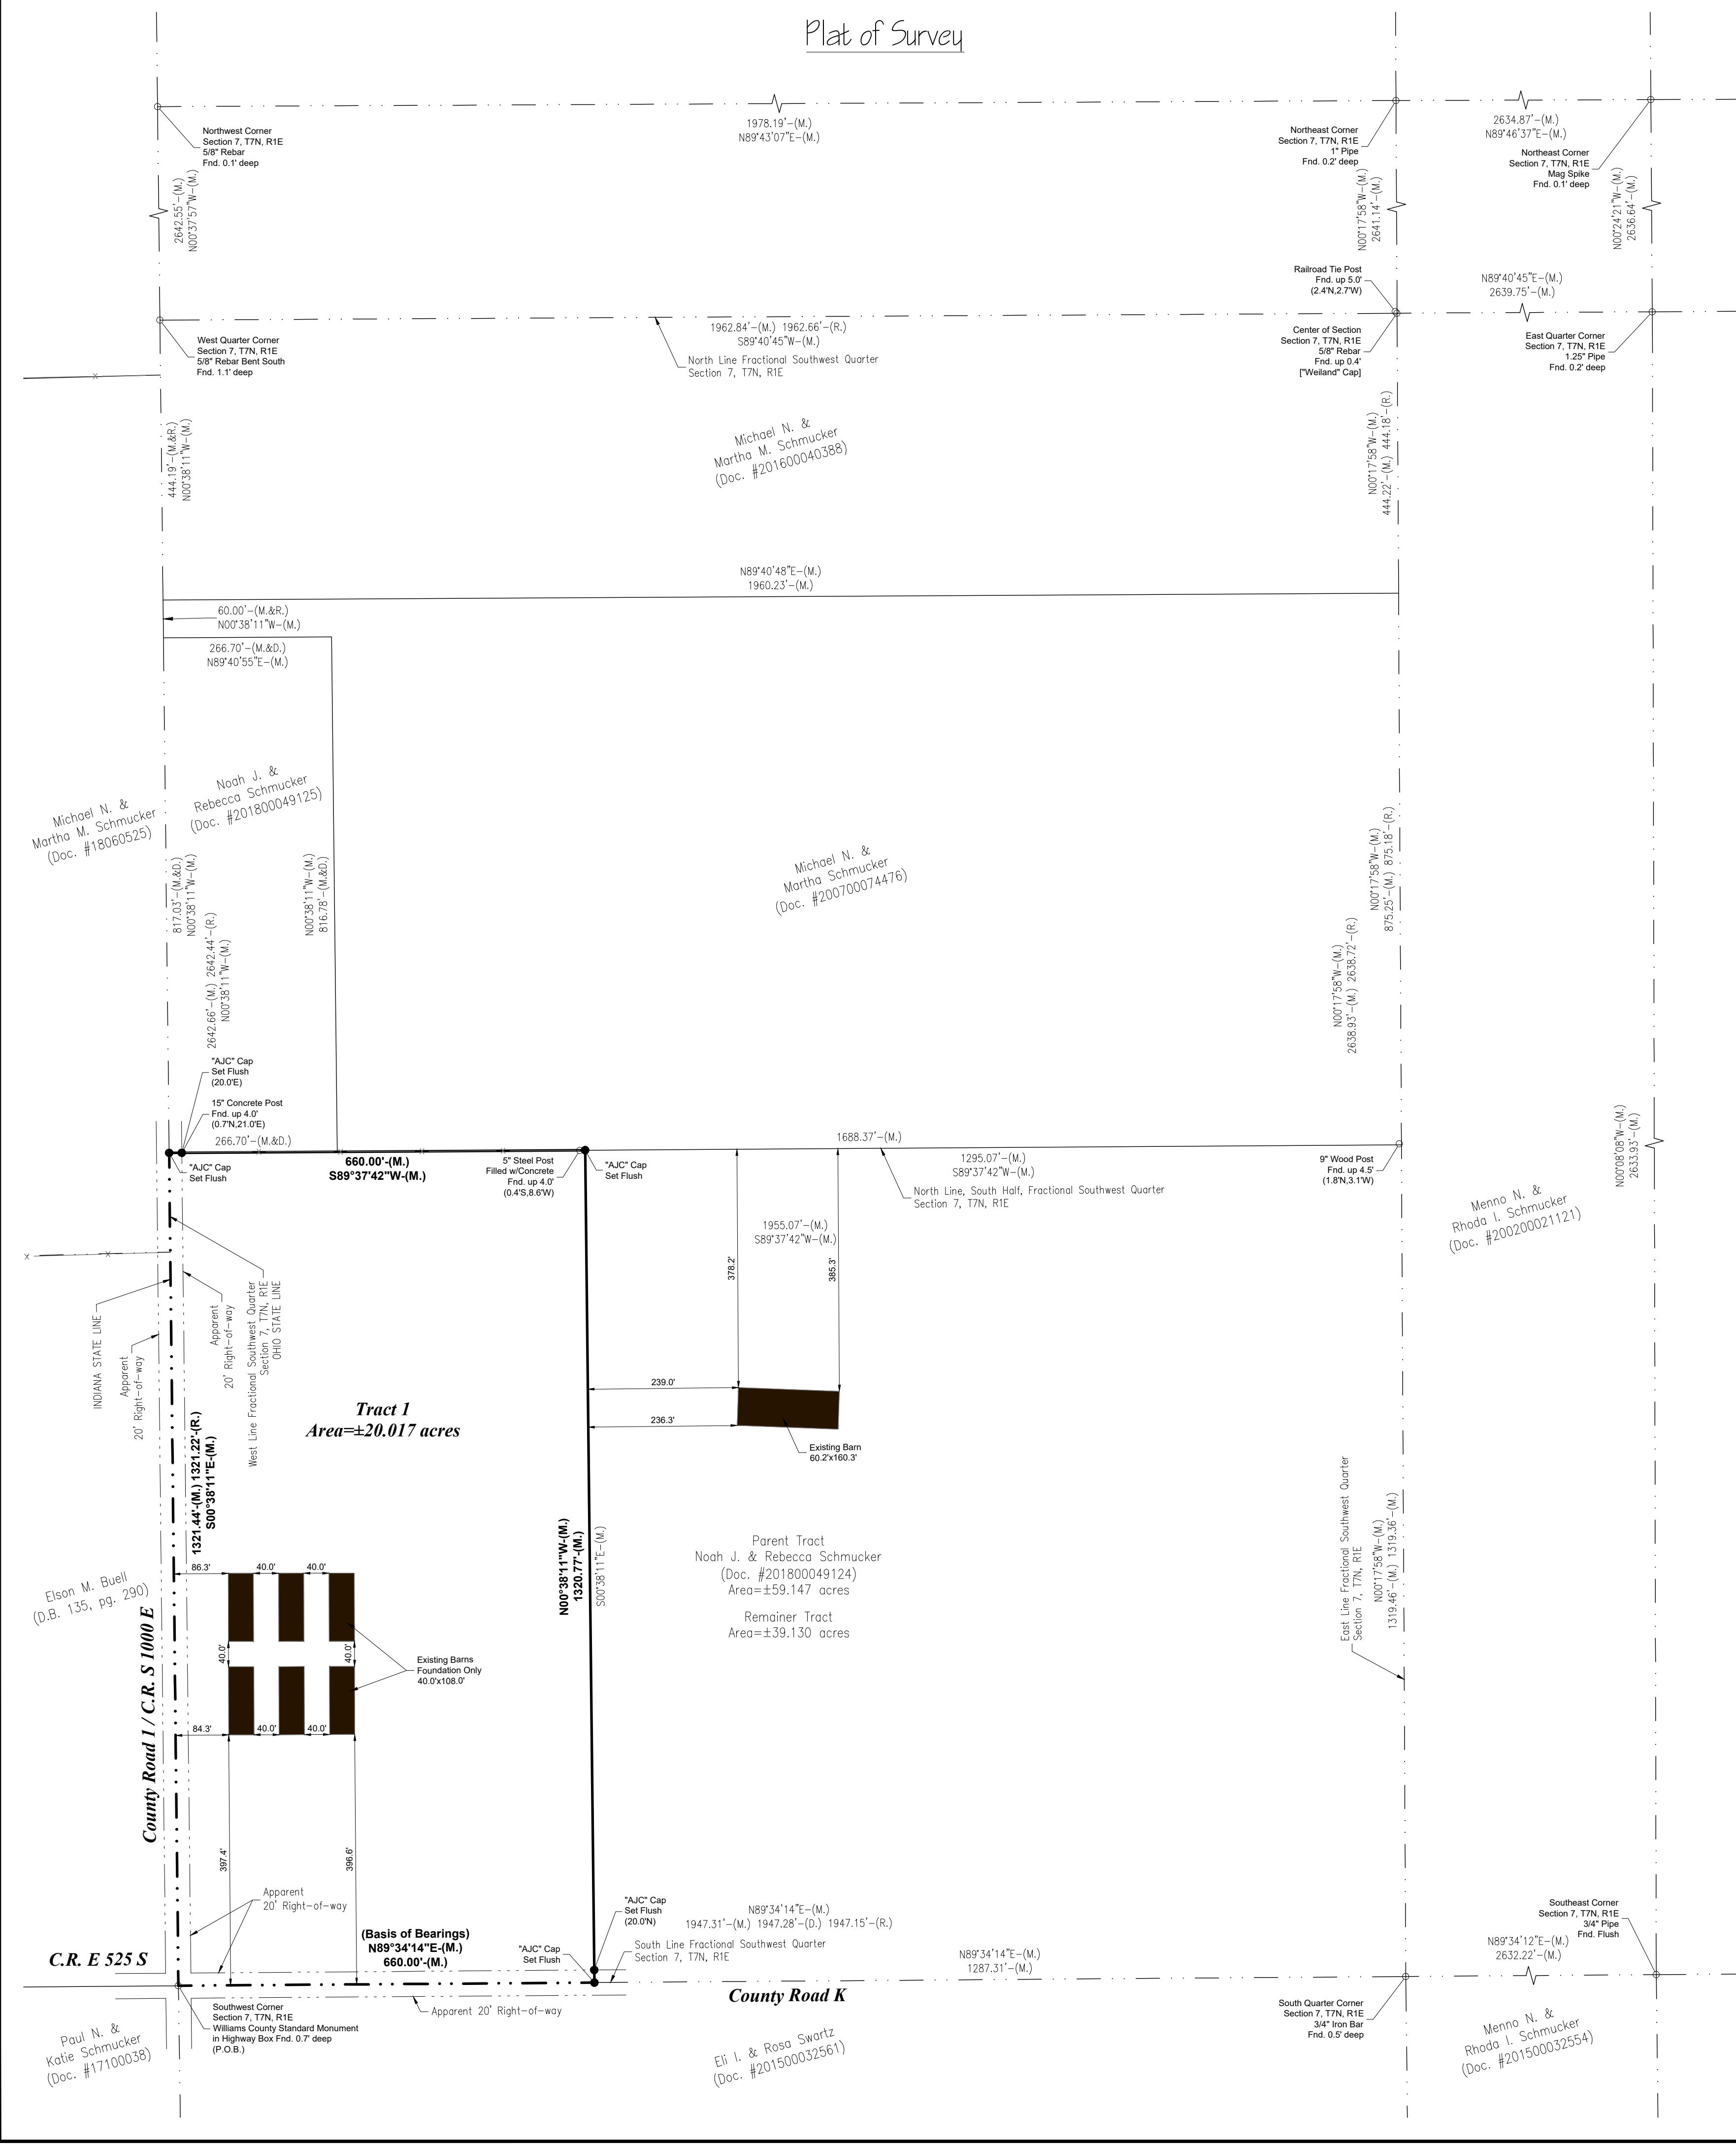 Plat of Survey
1978.19'-(M.)
N89°43'07"E-(M.)
2634.87'-(M.)
N89°46'37"E-(M.)
Northwest Corner
Section 7, T7N, R1E
5/8" Rebar
Fnd. 0.1' deep
Northeast Corner
Section 7, T7N, R1E
1" Pipe
Fnd. 0.2' deep
Northeast Corner
Section 7, T7N, R1E
Mag Spike
Fnd. 0.1' deep
2642.55'-(M.)
N00°37'57"W-(M.)
N00°17'58"W-(M.)
2641.14'-(M.)
N00°24'21"W-(M.)
2636.64'-(M.)
Railroad Tie Post
Fnd. up 5.0'
(2.4'N,2.7'W)
N89°40'45"E-(M.)
2639.75'-(M.)
1962.84'-(M.) 1962.66'-(R.)
S89°40'45"W-(M.)
North Line Fractional Southwest Quarter
Section 7, T7N, R1E
West Quarter Corner
Section 7, T7N, R1E
5/8" Rebar Bent South
Fnd. 1.1' deep
Center of Section
Section 7, T7N, R1E
5/8" Rebar
Fnd. up 0.4'
["Weiland" Cap]
East Quarter Corner
Section 7, T7N, R1E
1.25" Pipe
Fnd. 0.2' deep
x
444.19'-(M.&R.)
N00°38'11"W-(M.)
Michael N. &
Martha M. Schmucker
(Doc. #201600040388)
N00°17'58"W-(M.)
444.22'-(M.) 444.18'-(R.)
N89°40'48"E-(M.)
1960.23'-(M.)
60.00'-(M.&R.)
N00°38'11"W-(M.)
266.70'-(M.&D.)
N89°40'55"E-(M.)
Michael N. &
Martha M. Schmucker
(Doc. #18060525)
Noah J. &
Rebecca Schmucker
(Doc. #201800049125)
Michael N. &
Martha Schmucker
(Doc. #200700074476)
817.03'-(M.&D.)
N00°38'11"W-(M.)
2642.66'-(M.) 2642.44'-(R.)
N00°38'11"W-(M.)
N00°38'11"W-(M.)
816.78'-(M.&D.)
N00°17'58"W-(M.)
875.25'-(M.) 875.18'-(R.)
N00°17'58"W-(M.)
2638.93'-(M.) 2638.72'-(R.)
"AJC" Cap
Set Flush
(20.0'E)
15" Concrete Post
Fnd. up 4.0'
(0.7'N,21.0'E)
266.70'-(M.&D.)
"AJC" Cap
Set Flush
660.00'-(M.)
S89°37'42"W-(M.)
5" Steel Post
Filled w/Concrete
Fnd. up 4.0'
(0.4'S,8.6'W)
"AJC" Cap
Set Flush
1688.37'-(M.)
1295.07'-(M.)
S89°37'42"W-(M.)
North Line, South Half, Fractional Southwest Quarter
Section 7, T7N, R1E
9" Wood Post
Fnd. up 4.5'
(1.8'N,3.1'W)
N00°08'08"W-(M.)
2633.93'-(M.)
Menno N. &
Rhoda I. Schmucker
(Doc. #200200021121)
1955.07'-(M.)
S89°37'42"W-(M.)
378.2'
385.3'
x
x
INDIANA STATE LINE
Apparent
20' Right-of-way
Apparent
20' Right-of-way
West Line Fractional Southwest Quarter
Section 7, T7N, R1E
OHIO STATE LINE
Tract 1
Area=±20.017 acres
239.0'
236.3'
Existing Barn
60.2'x160.3'
1321.44'-(M.) 1321.22'-(R.)
S00°38'11"E-(M.)
N00°38'11"W-(M.)
1320.77'-(M.)
S00°38'11"E-(M.)
Parent Tract
Noah J. & Rebecca Schmucker
(Doc. #201800049124)
Area=±59.147 acres
Remainer Tract
Area=±39.130 acres
East Line Fractional Southwest Quarter
Section 7, T7N, R1E
N00°17'58"W-(M.)
1319.46'-(M.) 1319.36'-(M.)
Elson M. Buell
(D.B. 135, pg. 290)
County Road 1 / C.R. S 1000 E
86.3'
40.0'
40.0'
40.0'
40.0'
Existing Barns
Foundation Only
40.0'x108.0'
84.3'
40.0'
40.0'
397.4'
396.6'
Apparent
20' Right-of-way
(Basis of Bearings)
N89°34'14"E-(M.)
660.00'-(M.)
"AJC" Cap
Set Flush
"AJC" Cap
Set Flush
(20.0'N)
N89°34'14"E-(M.)
1947.31'-(M.) 1947.28'-(D.) 1947.15'-(R.)
South Line Fractional Southwest Quarter
Section 7, T7N, R1E
N89°34'14"E-(M.)
1287.31'-(M.)
Southeast Corner
Section 7, T7N, R1E
3/4" Pipe
Fnd. Flush
N89°34'12"E-(M.)
2632.22'-(M.)
C.R. E 525 S
County Road K
Apparent 20' Right-of-way
Southwest Corner
Section 7, T7N, R1E
Williams County Standard Monument
in Highway Box Fnd. 0.7' deep
(P.O.B.)
South Quarter Corner
Section 7, T7N, R1E
3/4" Iron Bar
Fnd. 0.5' deep
Paul N. &
Katie Schmucker
(Doc. #17100038)
Eli I. & Rosa Swartz
(Doc. #201500032561)
Menno N. &
Rhoda I. Schmucker
(Doc. #201500032554)